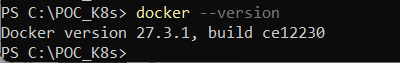 PS C:\POC_K8s> docker --version
Docker version 27.3.1, build ce12230
PS C:\POC_K8s>